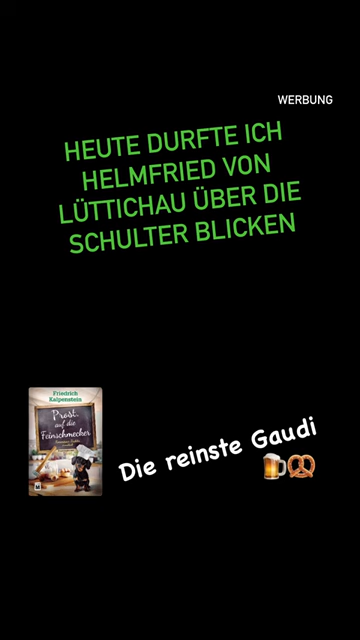 WERBUNG
HEUTE DURFTE ICH
HELMFRIED VON
LÜTTICHAU ÜBER DIE
SCHULTER BLICKEN
Friedrich
Kalpenstein
Prost,
auf die
Feinschmecker
Die reinste Gaudi